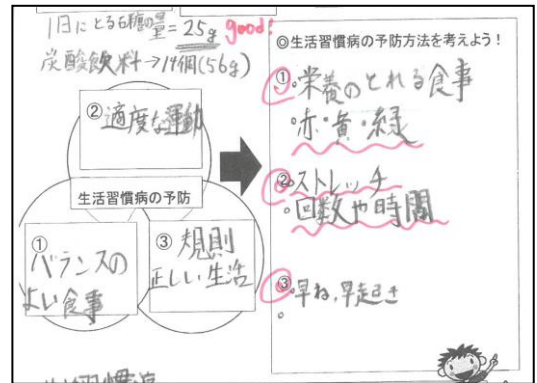 1日にとる砂糖の量=25g good!
炭酸飲料→14個(56g)
②適度な運動
生活習慣病の予防
①
バランスの
よい食事
③規則
正しい生活
◎生活習慣病の予防方法を考えよう!
①・栄養のとれる食事
・赤・黄・緑
②・ストレッチ
・回数や時間
③・早ね、早起き